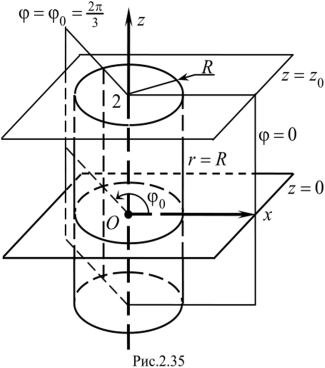 φ = φ₀ = 2π/3
z
R
z = z₀
2
φ = 0
r = R
z = 0
φ₀
O
x
Рис.2.35